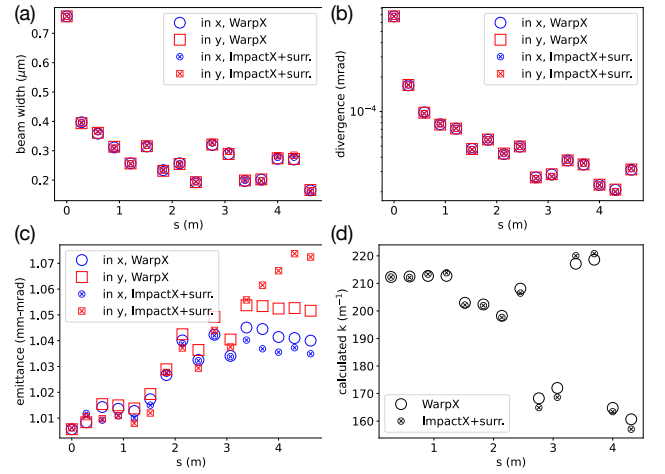 (a)
in x, WarpX
in y, WarpX
in x, ImpactX+surr.
in y, ImpactX+surr.
beam width (μm)
0.7
0.6
0.5
0.4
0.3
0.2
0 1 2 3 4
s (m)
(b)
in x, WarpX
in y, WarpX
in x, ImpactX+surr.
in y, ImpactX+surr.
divergence (mrad)
10⁻⁴
0 1 2 3 4
s (m)
(c)
in x, WarpX
in y, WarpX
in x, ImpactX+surr.
in y, ImpactX+surr.
emittance (mm-mrad)
1.07
1.06
1.05
1.04
1.03
1.02
1.01
0 1 2 3 4
s (m)
(d)
calculated k (m⁻¹)
220
210
200
190
180
170
160
WarpX
ImpactX+surr.
1 2 3 4
s (m)